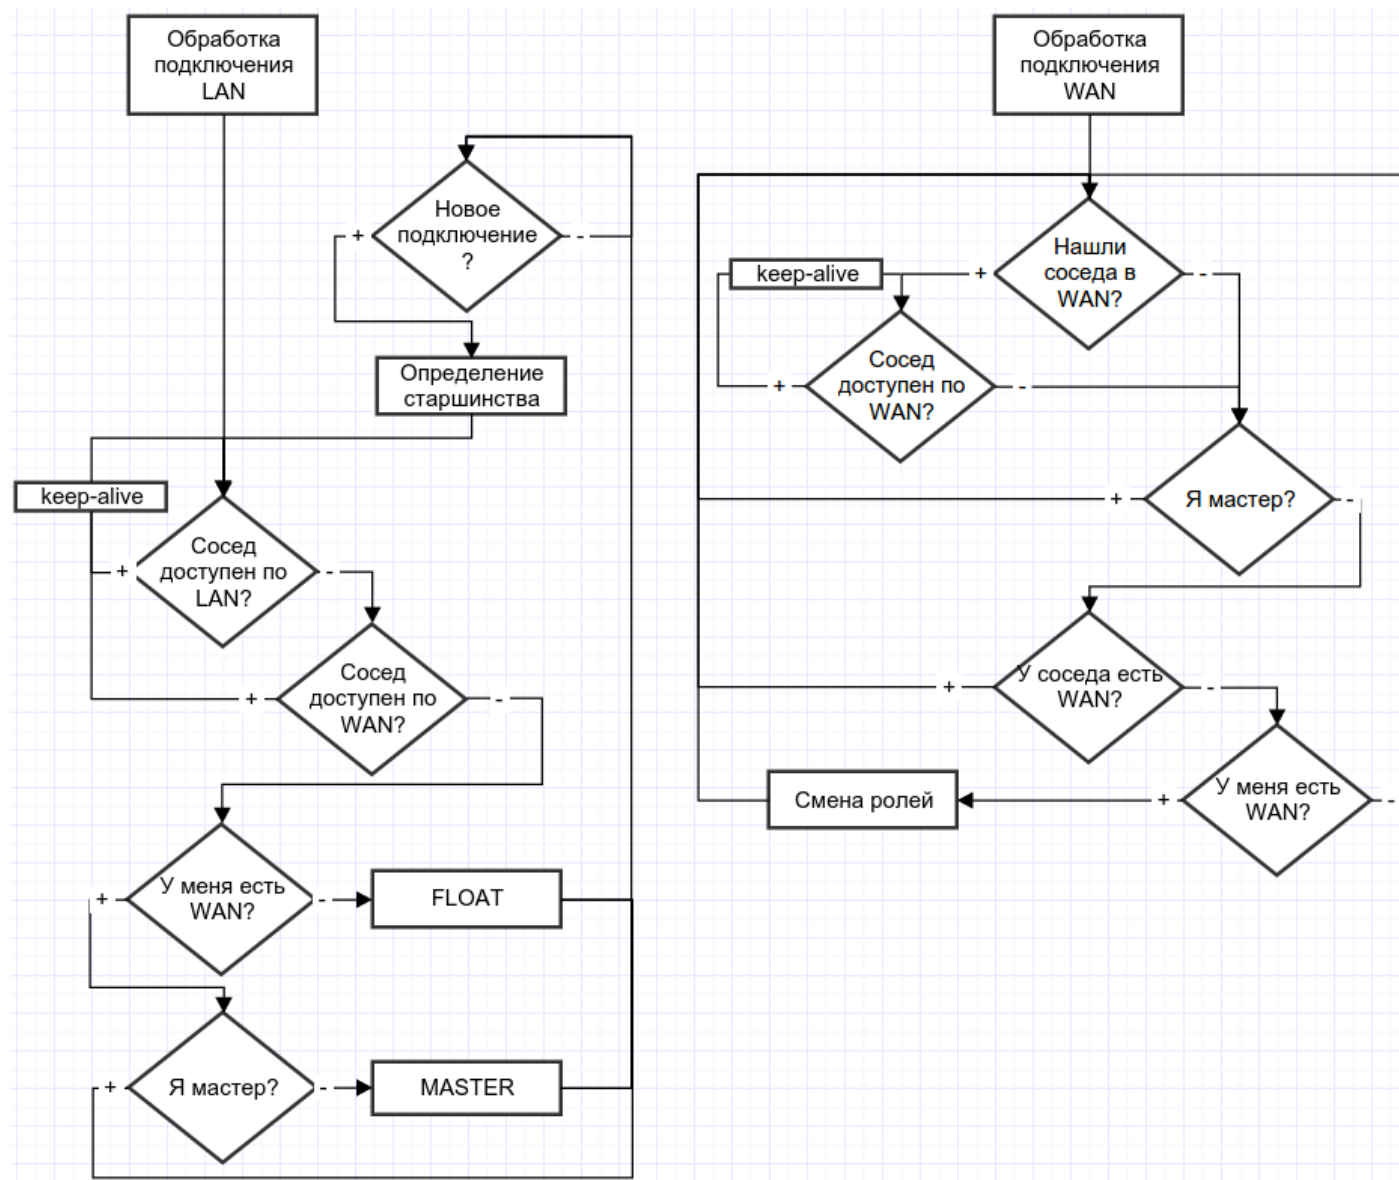 Обработка
подключения
LAN
Новое
подключение
?
+
-
Определение
старшинства
keep-alive
Сосед
доступен по
LAN?
+
-
Сосед
доступен по
WAN?
+
-
У меня есть
WAN?
+
-
FLOAT
Я мастер?
+
-
MASTER
Обработка
подключения
WAN
Нашли
соседа в
WAN?
+
-
keep-alive
Сосед
доступен по
WAN?
+
-
Я мастер?
+
-
У соседа есть
WAN?
+
-
У меня есть
WAN?
+
-
Смена ролей